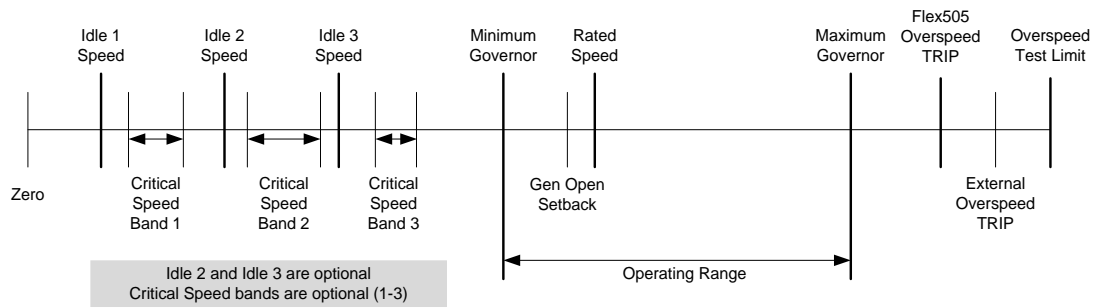 Idle 1
Speed
Idle 2
Speed
Idle 3
Speed
Minimum
Governor
Rated
Speed
Maximum
Governor
Flex505
Overspeed
TRIP
Overspeed
Test Limit
Zero
Critical
Speed
Band 1
Critical
Speed
Band 2
Critical
Speed
Band 3
Gen Open
Setback
External
Overspeed
TRIP
Operating Range
Idle 2 and Idle 3 are optional
Critical Speed bands are optional (1-3)